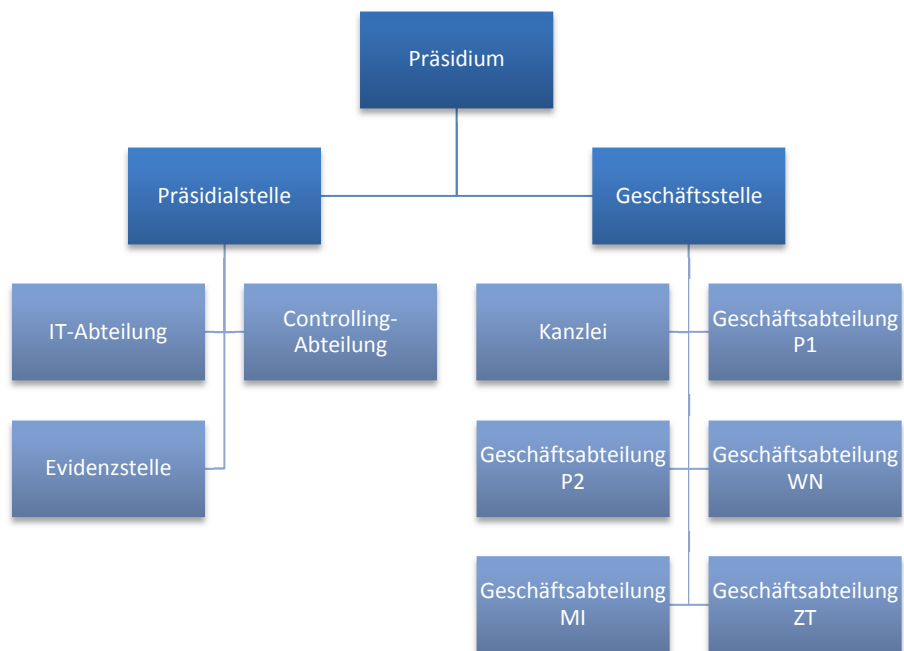 Präsidium
Präsidialstelle
Geschäftsstelle
IT-Abteilung
Controlling-
Abteilung
Kanzlei
Geschäftsabteilung
P1
Evidenzstelle
Geschäftsabteilung
P2
Geschäftsabteilung
WN
Geschäftsabteilung
MI
Geschäftsabteilung
ZT